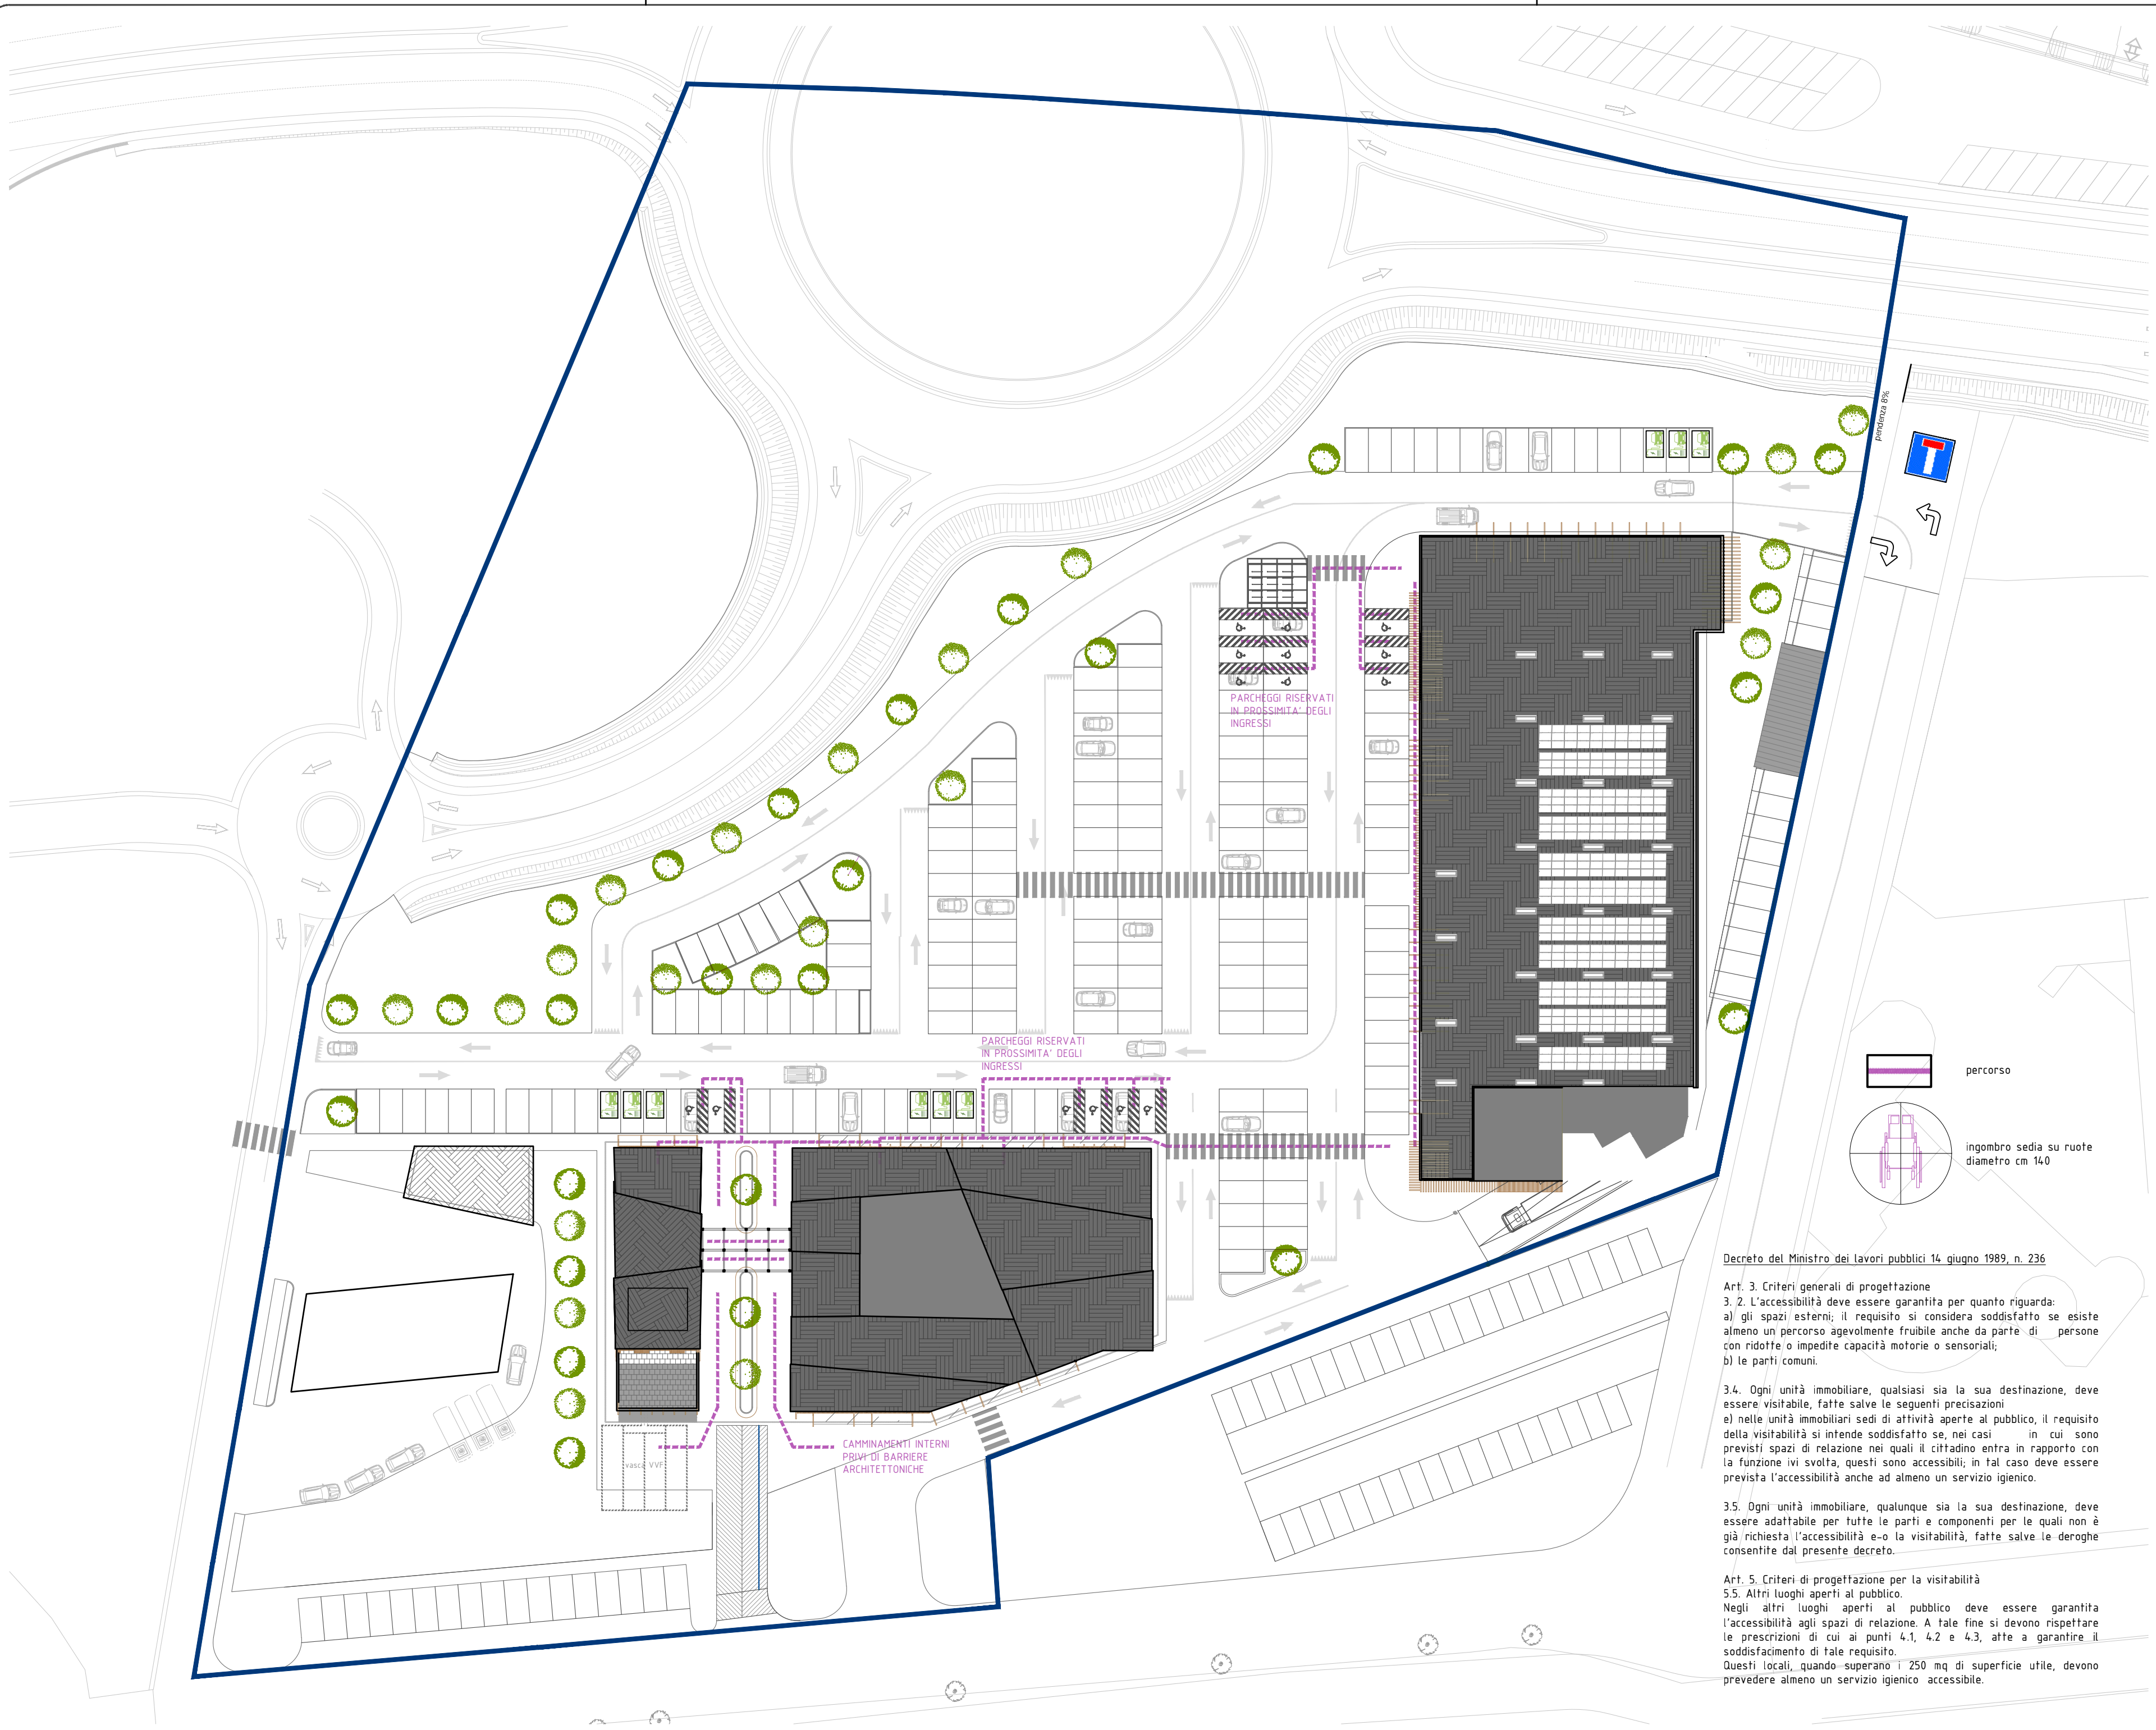 pendenza 8%
PARCHEGGI RISERVATI
IN PROSSIMITA' DEGLI
INGRESSI
PARCHEGGI RISERVATI
IN PROSSIMITA' DEGLI
INGRESSI
percorso
ingombro sedia su ruote
diametro cm 140
CAMMINAMENTI INTERNI
PRIVI DI BARRIERE
ARCHITETTONICHE
vasca VVF
Decreto del Ministro dei lavori pubblici 14 giugno 1989, n. 236
Art. 3. Criteri generali di progettazione
3. 2. L'accessibilità deve essere garantita per quanto riguarda:
a) gli spazi esterni; il requisito si considera soddisfatto se esiste
almeno un percorso agevolmente fruibile anche da parte di persone
con ridotte o impedite capacità motorie o sensoriali;
b) le parti comuni.
3.4. Ogni unità immobiliare, qualsiasi sia la sua destinazione, deve
essere visitabile, fatte salve le seguenti precisazioni
e) nelle unità immobiliari sedi di attività aperte al pubblico, il requisito
della visitabilità si intende soddisfatto se, nei casi in cui sono
previsti spazi di relazione nei quali il cittadino entra in rapporto con
la funzione ivi svolta, questi sono accessibili; in tal caso deve essere
prevista l'accessibilità anche ad almeno un servizio igienico.
3.5. Ogni unità immobiliare, qualunque sia la sua destinazione, deve
essere adattabile per tutte le parti e componenti per le quali non è
già richiesta l'accessibilità e-o la visitabilità, fatte salve le deroghe
consentite dal presente decreto.
Art. 5. Criteri di progettazione per la visitabilità
5.5. Altri luoghi aperti al pubblico.
Negli altri luoghi aperti al pubblico deve essere garantita
l'accessibilità agli spazi di relazione. A tale fine si devono rispettare
le prescrizioni di cui ai punti 4.1, 4.2 e 4.3, atte a garantire il
soddisfacimento di tale requisito.
Questi locali, quando superano i 250 mq di superficie utile, devono
prevedere almeno un servizio igienico accessibile.